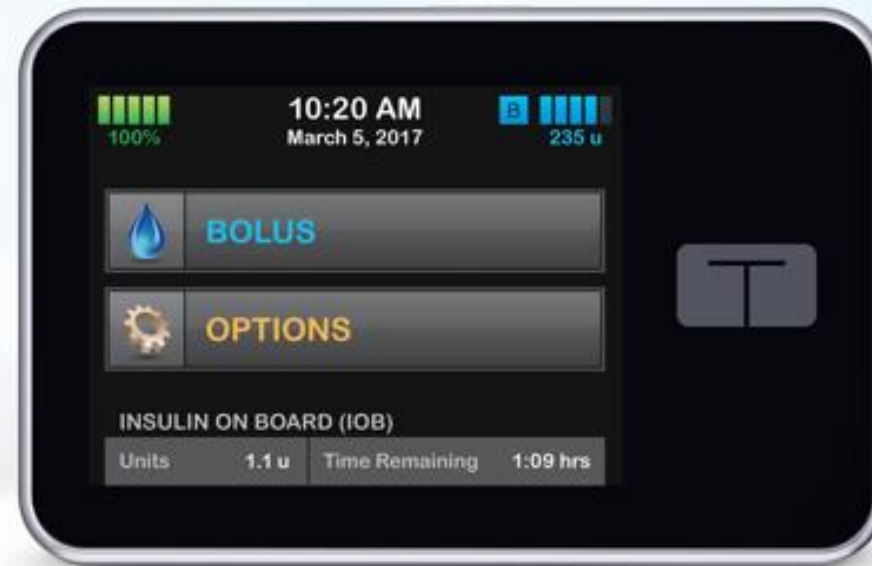 10:20 AM
100%
March 5, 2017
B
235 u
BOLUS
OPTIONS
INSULIN ON BOARD (IOB)
Units 1.1 u Time Remaining 1:09 hrs